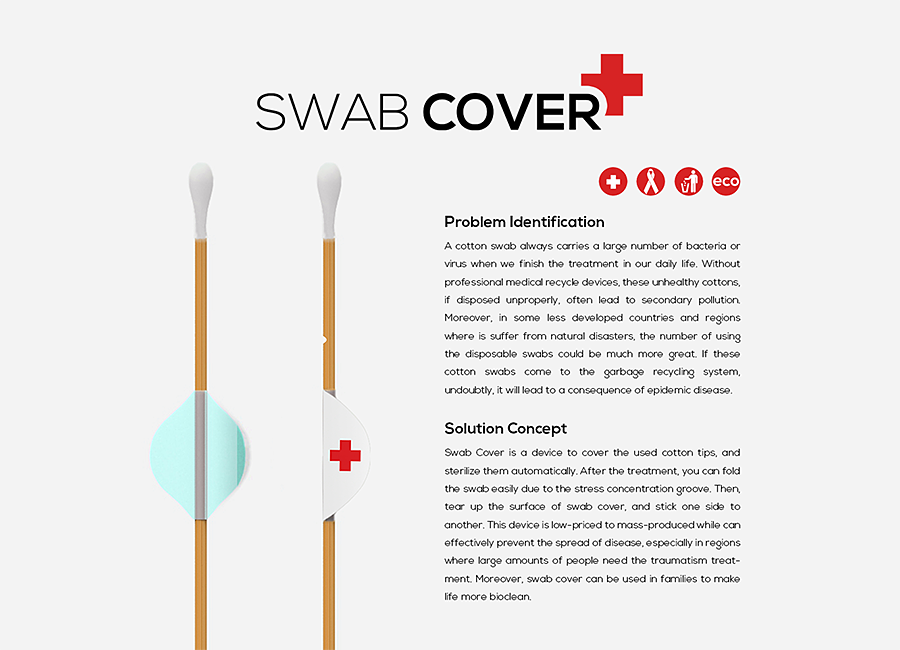 SWAB COVER
eco
Problem Identification
A cotton swab always carries a large number of bacteria or
virus when we finish the treatment in our daily life. Without
professional medical recycle devices, these unhealthy cottons,
if disposed unproperly, often lead to secondary pollution.
Moreover, in some less developed countries and regions
where is suffer from natural disasters, the number of using
the disposable swabs could be much more great. If these
cotton swabs come to the garbage recycling system,
undoubtly, it will lead to a consequence of epidemic disease.
Solution Concept
Swab Cover is a device to cover the used cotton tips, and
sterilize them automatically. After the treatment, you can fold
the swab easily due to the stress concentration groove. Then,
tear up the surface of swab cover, and stick one side to
another. This device is low-priced to mass-produced while can
effectively prevent the spread of disease, especially in regions
where large amounts of people need the traumatism treat-
ment. Moreover, swab cover can be used in families to make
life more bioclean.